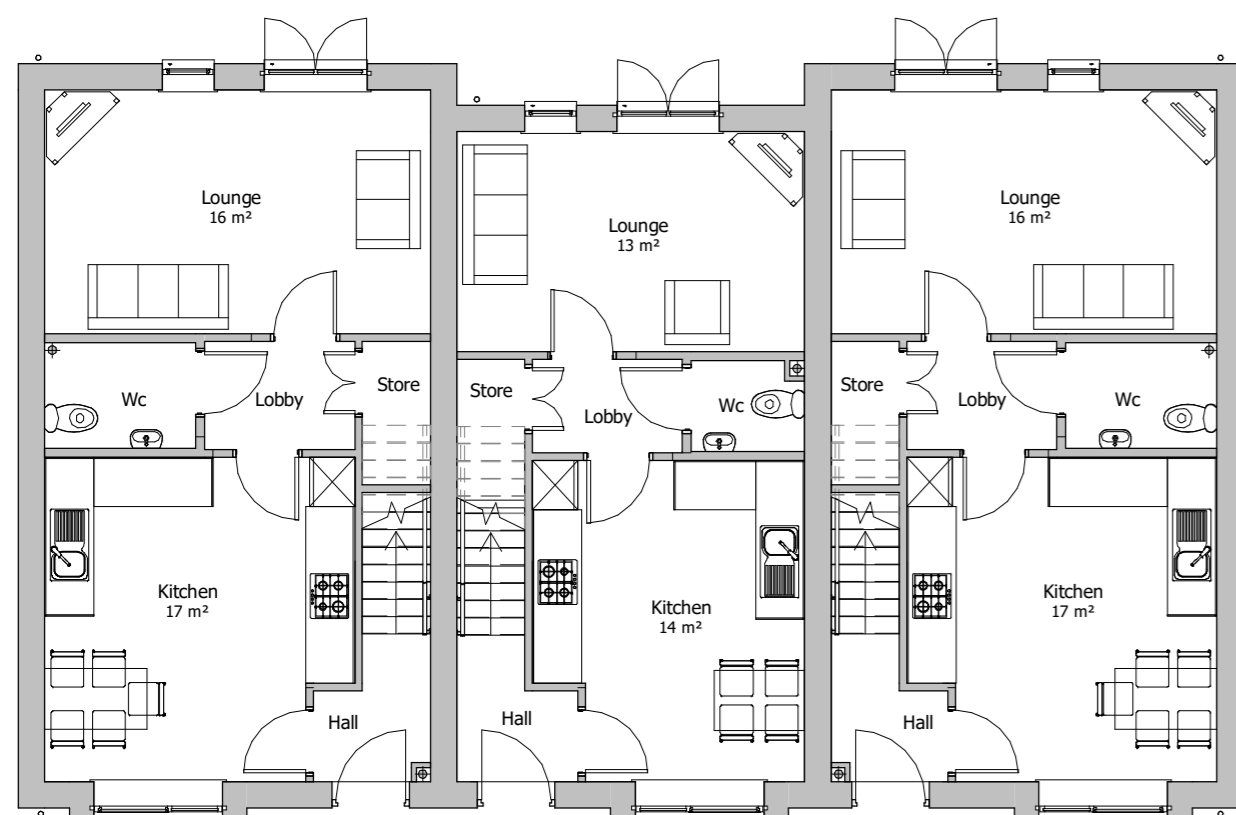 Lounge
16 m²
Lounge
13 m²
Lounge
16 m²
Wc
Lobby
Store
Store
Lobby
Wc
Store
Lobby
Wc
Kitchen
17 m²
Kitchen
14 m²
Kitchen
17 m²
Hall
Hall
Hall